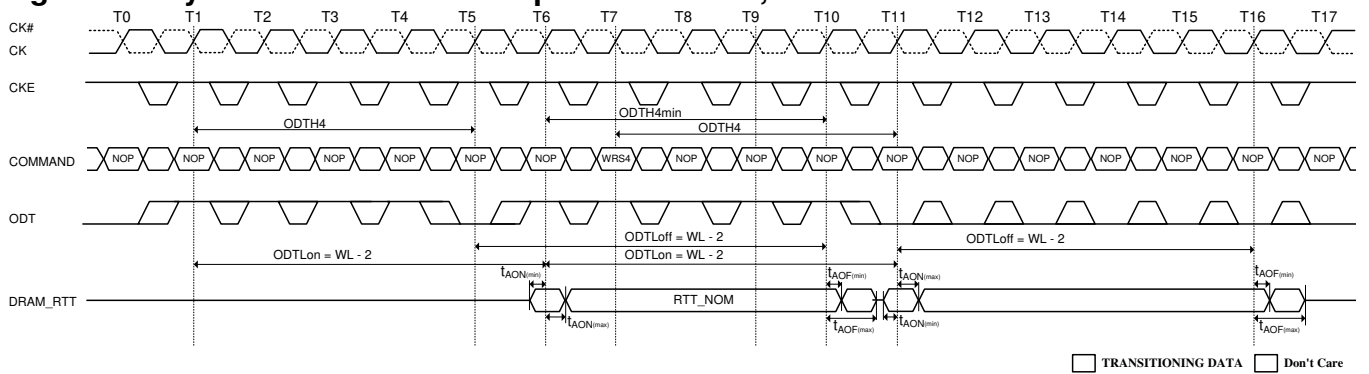 T0 T1 T2 T3 T4 T5 T6 T7 T8 T9 T10 T11 T12 T13 T14 T15 T16 T17
CK#
CK
CKE
ODTH4min
ODTH4 ODTH4
COMMAND NOP NOP NOP NOP NOP NOP NOP WRS4 NOP NOP NOP NOP NOP NOP NOP NOP NOP NOP
ODT
ODTLoff = WL - 2 ODTLoff = WL - 2
ODTLon = WL - 2 ODTLon = WL - 2
tAON(min) tAOF(min) tAON(max) tAOF(min)
DRAM_RTT RTT_NOM
tAON(max) tAOF(max) tAON(min) tAOF(max)
TRANSITIONING DATA Don't Care